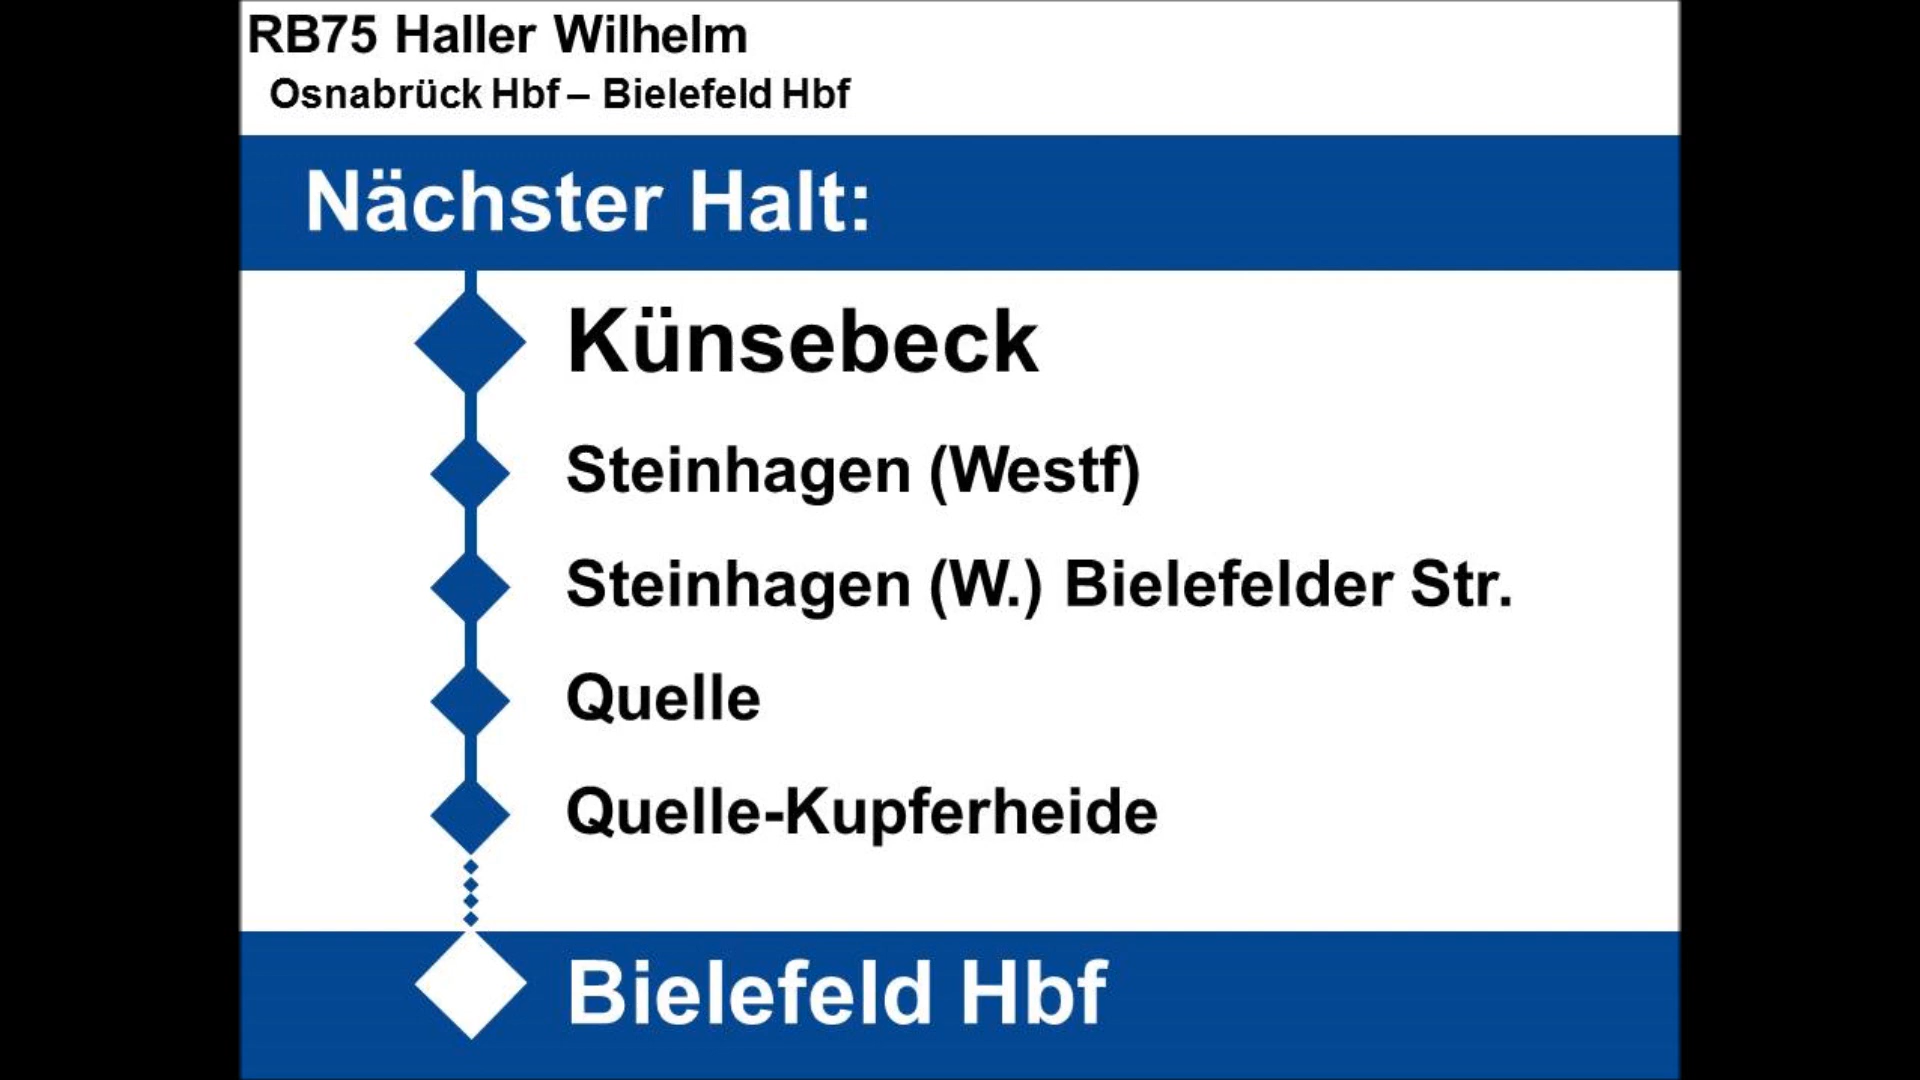 RB75 Haller Wilhelm
Osnabrück Hbf – Bielefeld Hbf
Nächster Halt:
Künsebeck
Steinhagen (Westf)
Steinhagen (W.) Bielefelder Str.
Quelle
Quelle-Kupferheide
Bielefeld Hbf